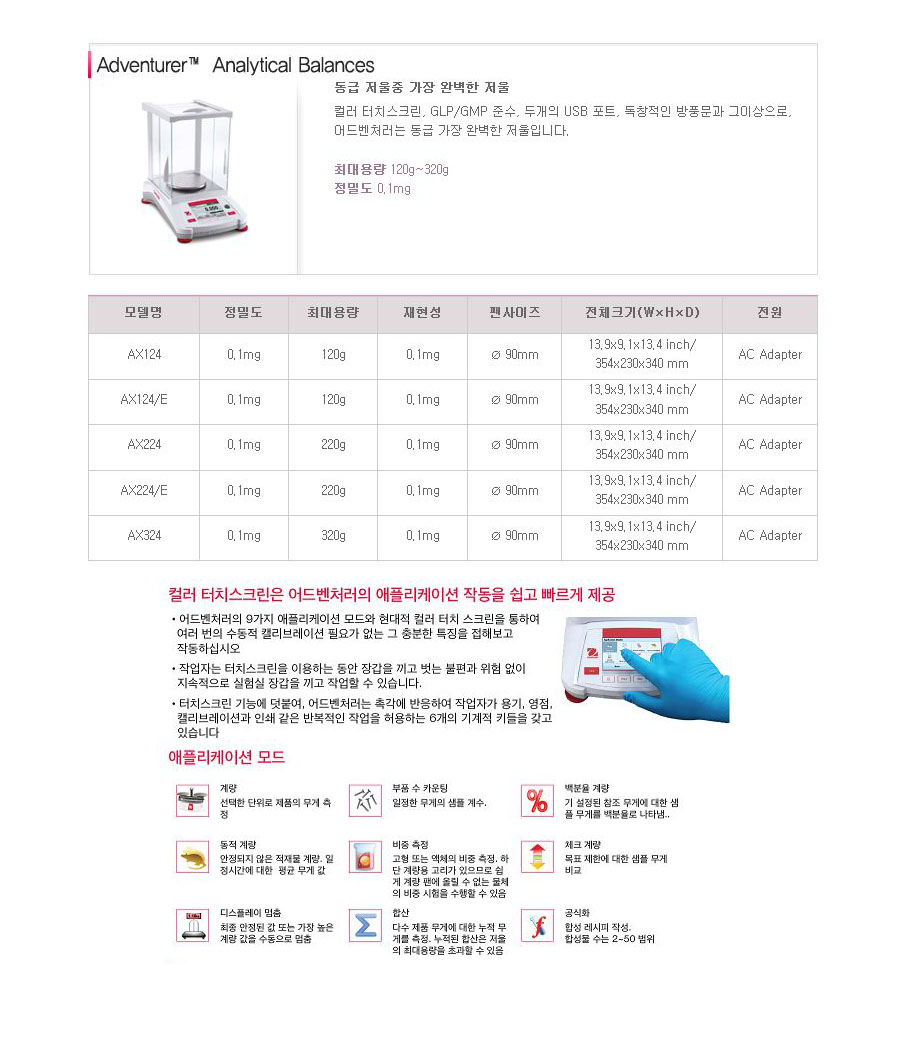 Adventurer™ Analytical Balances
동급 저울중 가장 완벽한 저울
컬러 터치스크린, GLP/GMP 준수, 두개의 USB 포트, 독창적인 방풍문과 그이상으로,
어드벤처러는 동급 가장 완벽한 저울입니다.
최대용량 120g~320g
정밀도 0.1mg
모델명 정밀도 최대용량 재현성 팬사이즈 전체크기(W×H×D) 전원
AX124 0.1mg 120g 0.1mg ∅ 90mm 13.9x9.1x13.4 inch/ 354x230x340 mm AC Adapter
AX124/E 0.1mg 120g 0.1mg ∅ 90mm 13.9x9.1x13.4 inch/ 354x230x340 mm AC Adapter
AX224 0.1mg 220g 0.1mg ∅ 90mm 13.9x9.1x13.4 inch/ 354x230x340 mm AC Adapter
AX224/E 0.1mg 220g 0.1mg ∅ 90mm 13.9x9.1x13.4 inch/ 354x230x340 mm AC Adapter
AX324 0.1mg 320g 0.1mg ∅ 90mm 13.9x9.1x13.4 inch/ 354x230x340 mm AC Adapter
컬러 터치스크린은 어드벤처러의 애플리케이션 작동을 쉽고 빠르게 제공
• 어드벤처러의 9가지 애플리케이션 모드와 현대적 컬러 터치 스크린을 통하여
여러 번의 수동적 캘리브레이션 필요가 없는 그 충분한 특징을 접해보고
작동하십시오
• 작업자는 터치스크린을 이용하는 동안 장갑을 끼고 벗는 불편과 위험 없이
지속적으로 실험실 장갑을 끼고 작업할 수 있습니다.
• 터치스크린 기능에 덧붙여, 어드벤처러는 촉각에 반응하여 작업자가 용기, 영점,
캘리브레이션과 인쇄 같은 반복적인 작업을 허용하는 6개의 기계적 키들을 갖고
있습니다
애플리케이션 모드
계량
선택한 단위로 제품의 무게 측
정
부품 수 카운팅
일정한 무게의 샘플 계수.
백분율 계량
기 설정된 참조 무게에 대한 샘
플 무게를 백분율로 나타냄..
동적 계량
안정되지 않은 적재물 계량. 일
정시간에 대한 평균 무게 값
비중 측정
고형 또는 액체의 비중 측정. 하
단 계량용 고리가 있으므로 쉽
게 계량 팬에 올릴 수 없는 물체
의 비중 시험을 수행할 수 있음
체크 계량
목표 제한에 대한 샘플 무게
비교
디스플레이 멈춤
최종 안정된 값 또는 가장 높은
계량 값을 수동으로 멈춤
합산
다수 제품 무게에 대한 누적 무
게를 측정. 누적된 합산은 저울
의 최대용량을 초과할 수 있음
공식화
합성 레시피 작성.
합성물 수는 2~50 범위